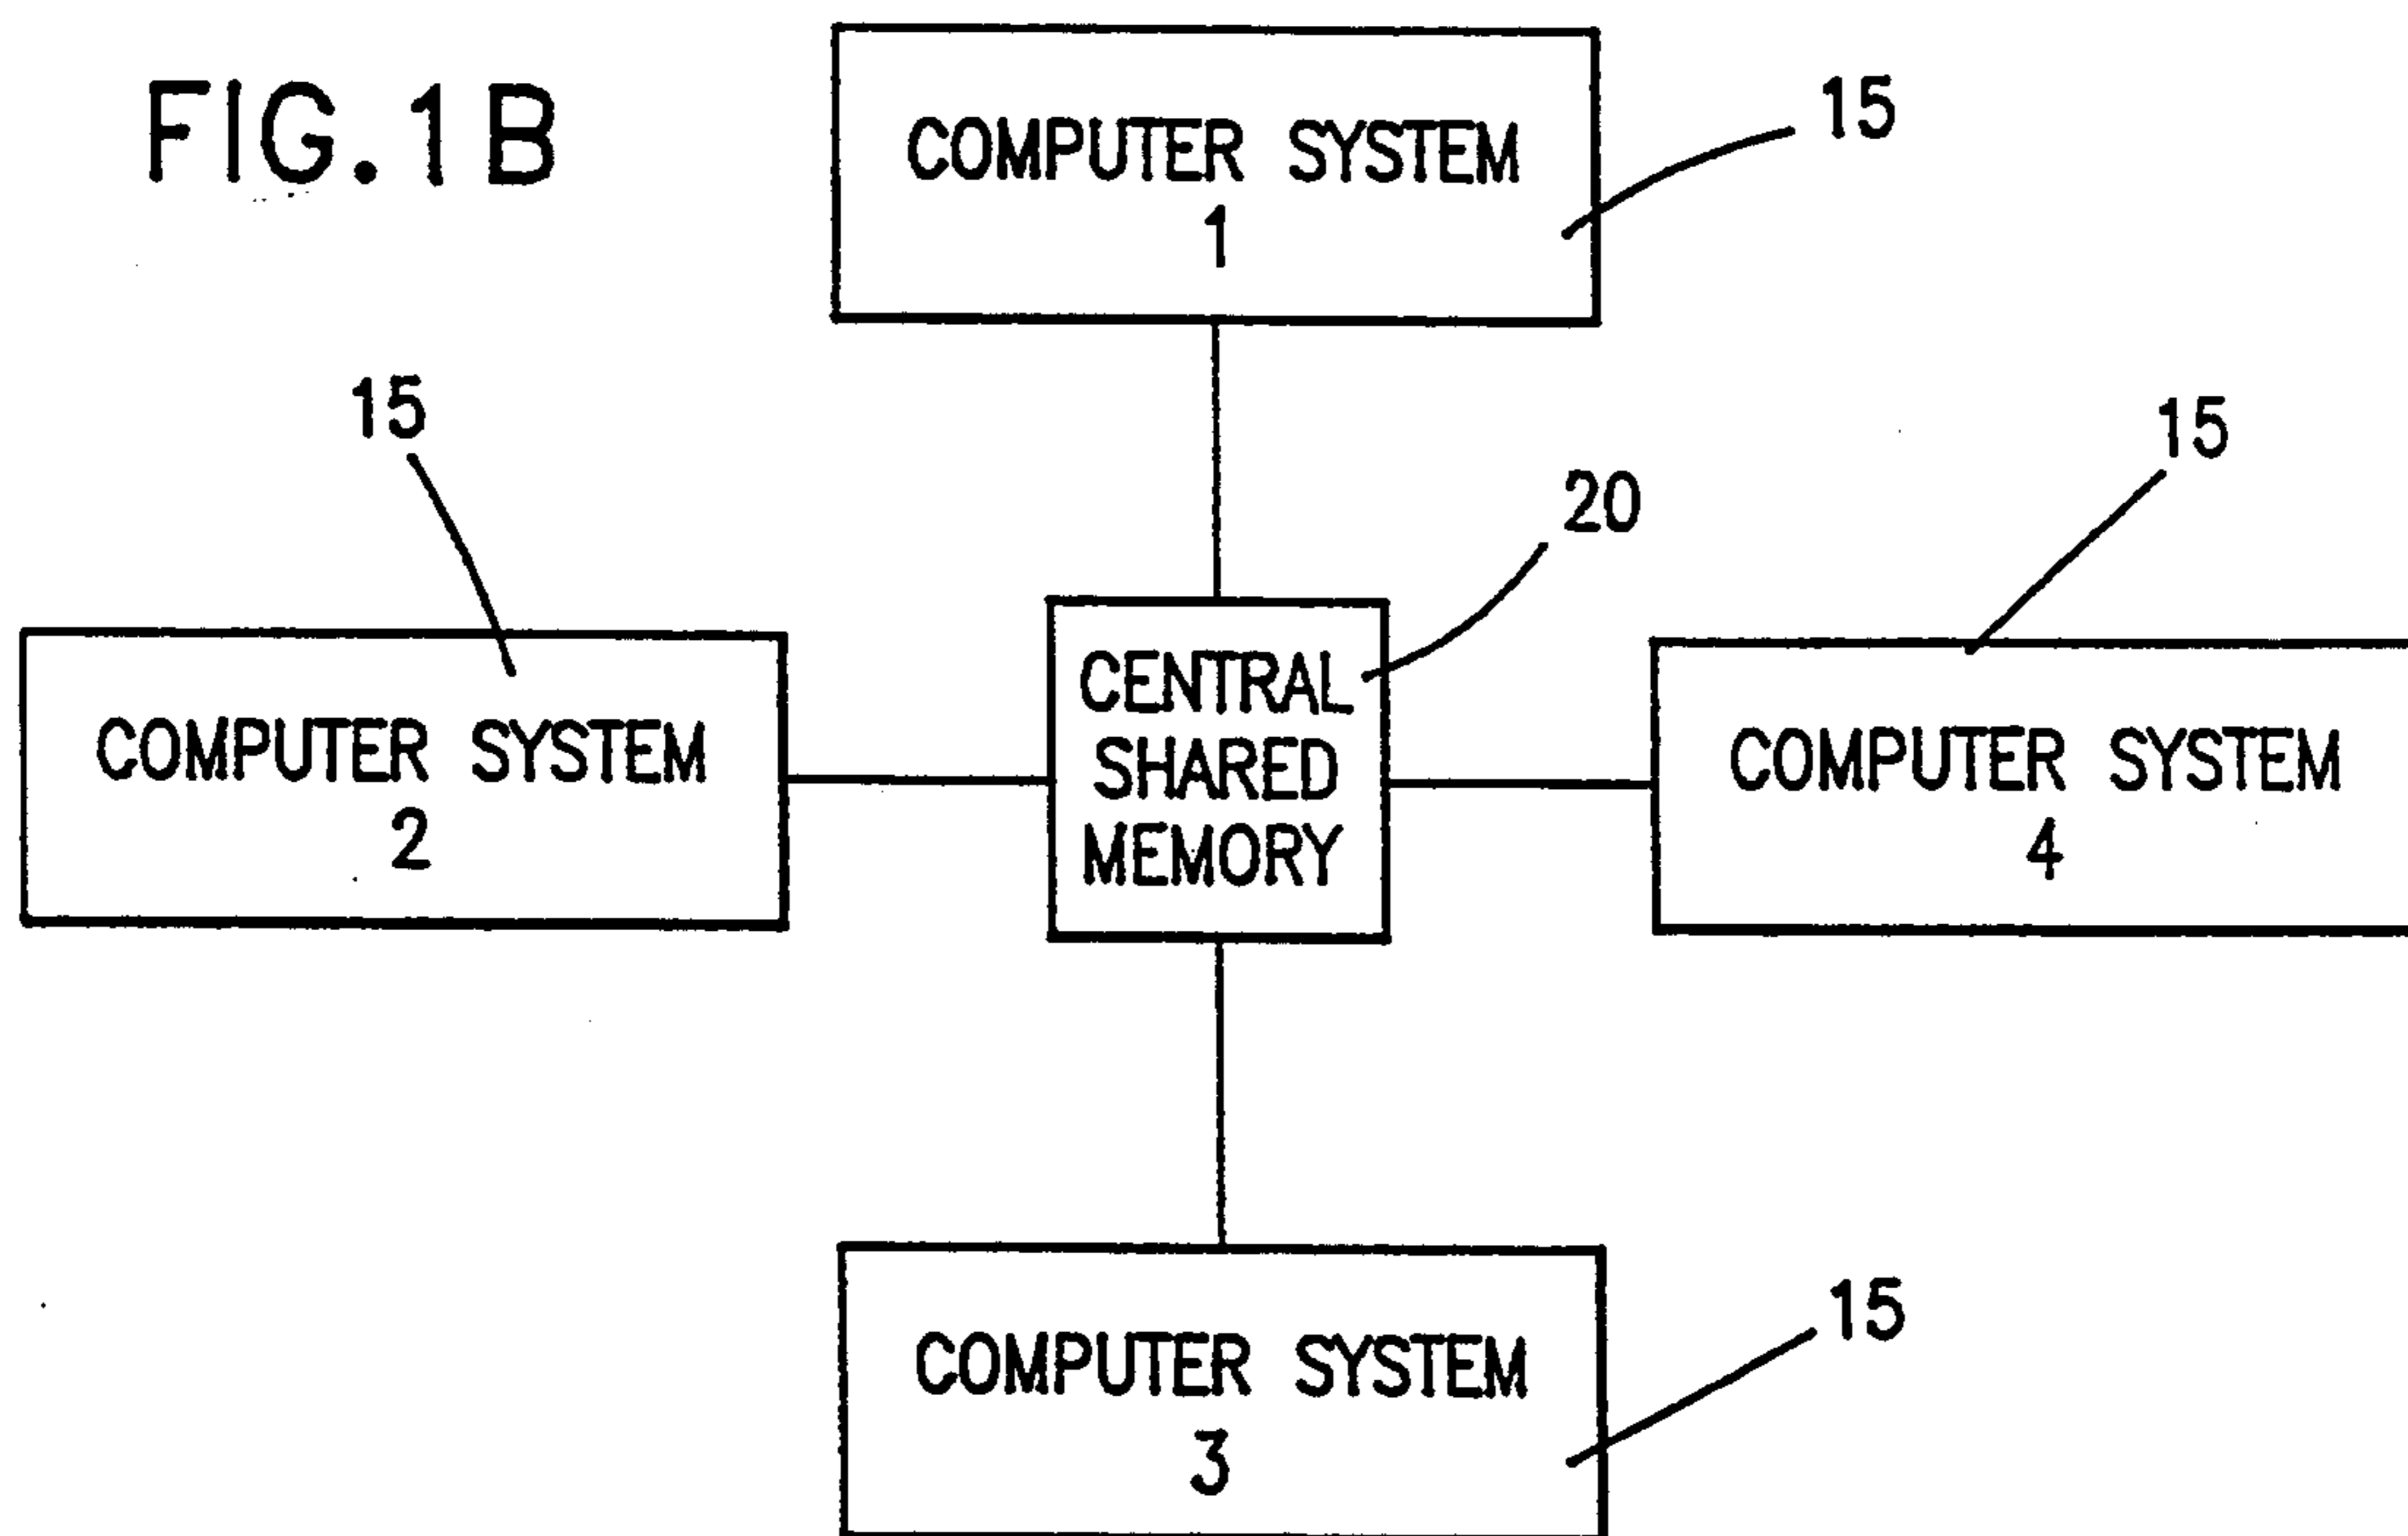 FIG. 1B
COMPUTER SYSTEM
1
15
15
15
20
COMPUTER SYSTEM
2
CENTRAL
SHARED
MEMORY
COMPUTER SYSTEM
4
COMPUTER SYSTEM
3
15